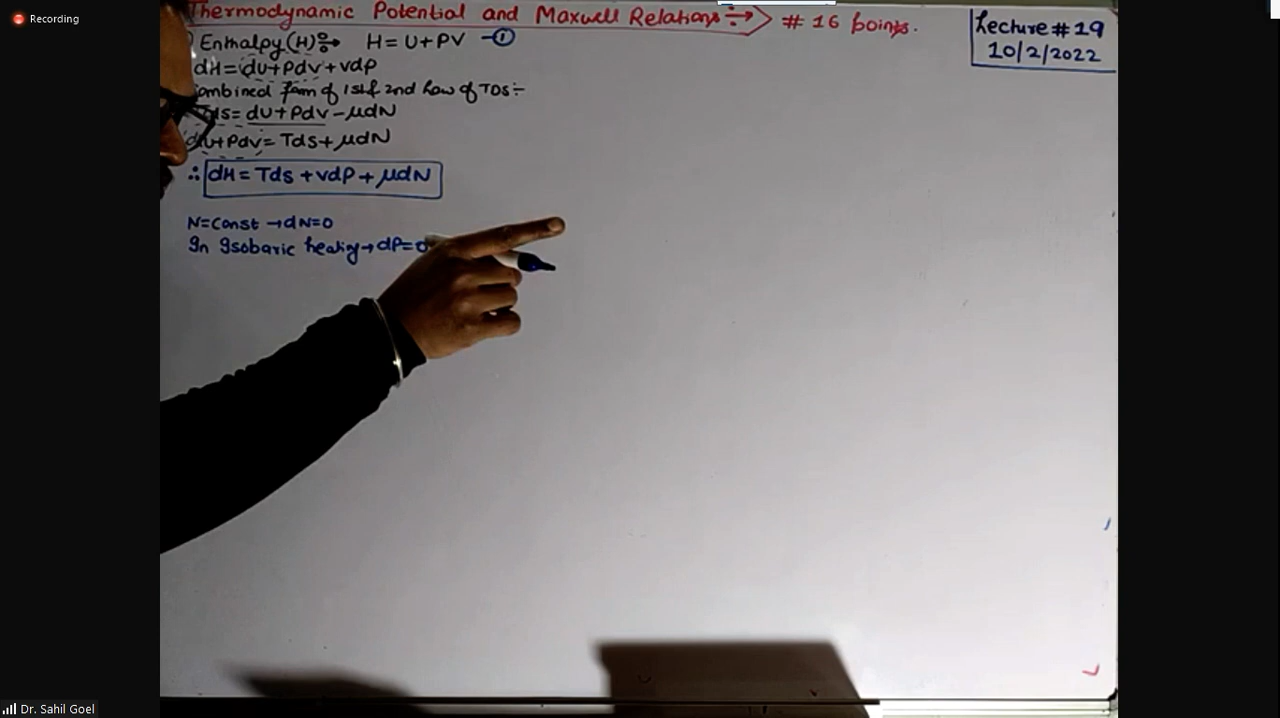 Recording
Thermodynamic Potential and Maxwell Relations ÷→ # 16 points.
Lecture # 19
10/2/2022
Enthalpy(H)÷→ H = U + PV —①
dH = dU + Pdv + vdp
Combined form of 1st & 2nd Law of TDS ÷
Tds = dU + Pdv - μdN
dU + Pdv = Tds + μdN
∴ dH = Tds + vdP + μdN
N = Const → dN = 0
In Isobaric heating → dP = 0
Dr. Sahil Goel